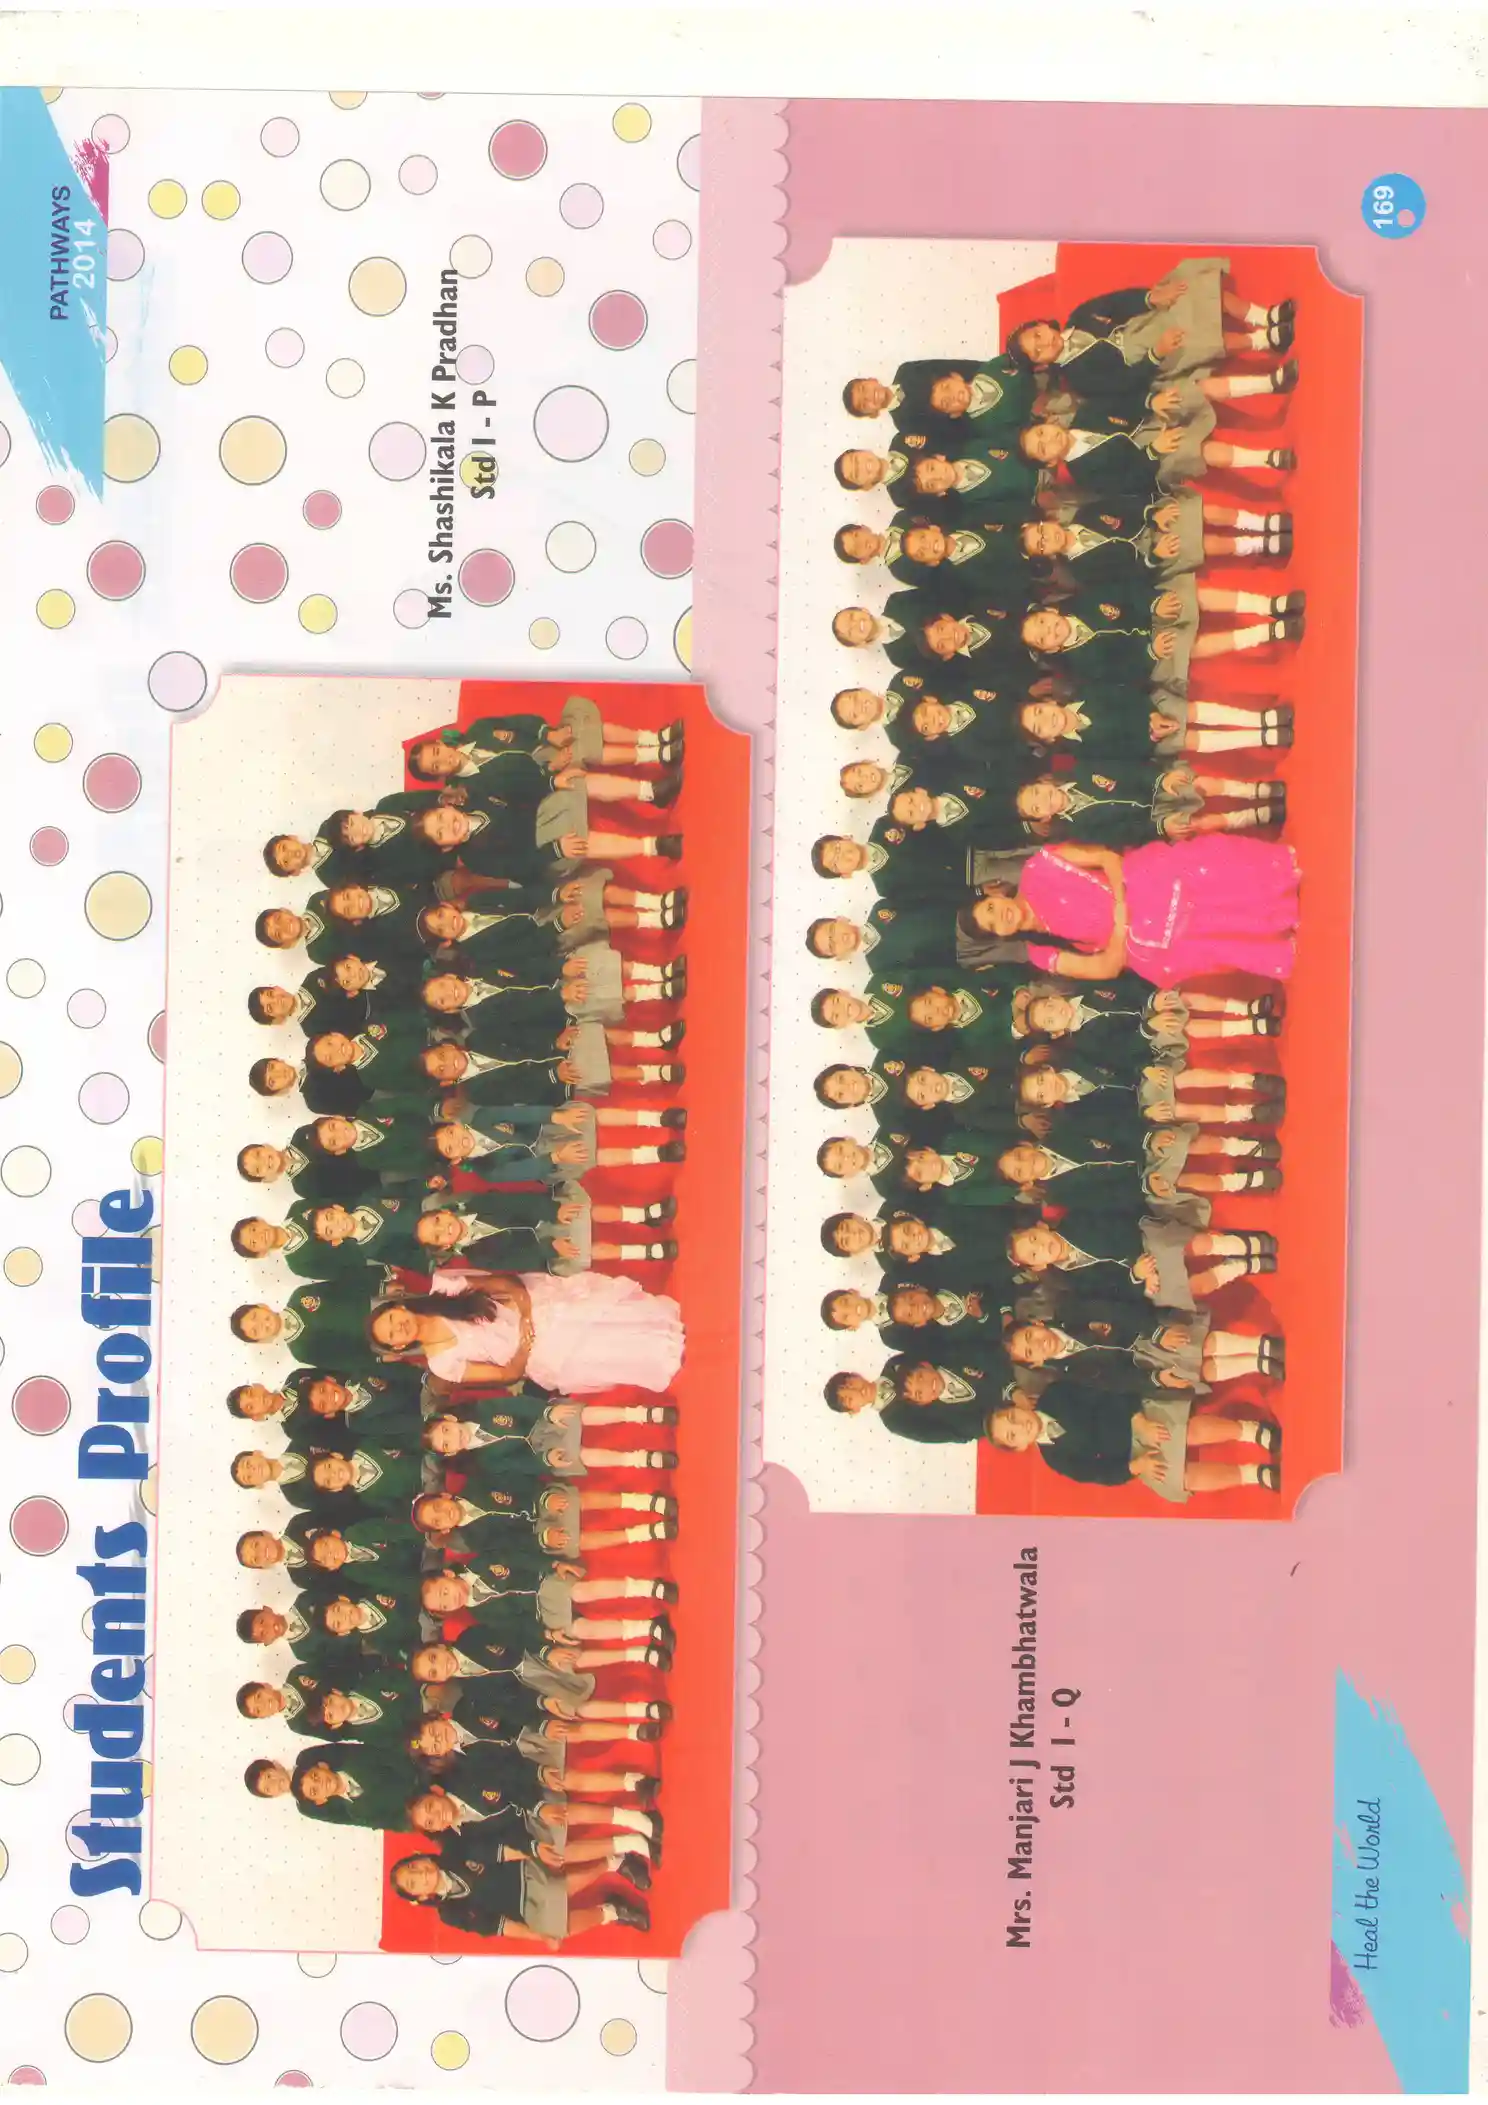 PATHWAYS
2014
Students Profile
Ms. Shashikala K Pradhan
Std I - P
Mrs. Manjari J Khambhatwala
Std I - Q
Heal the World
169